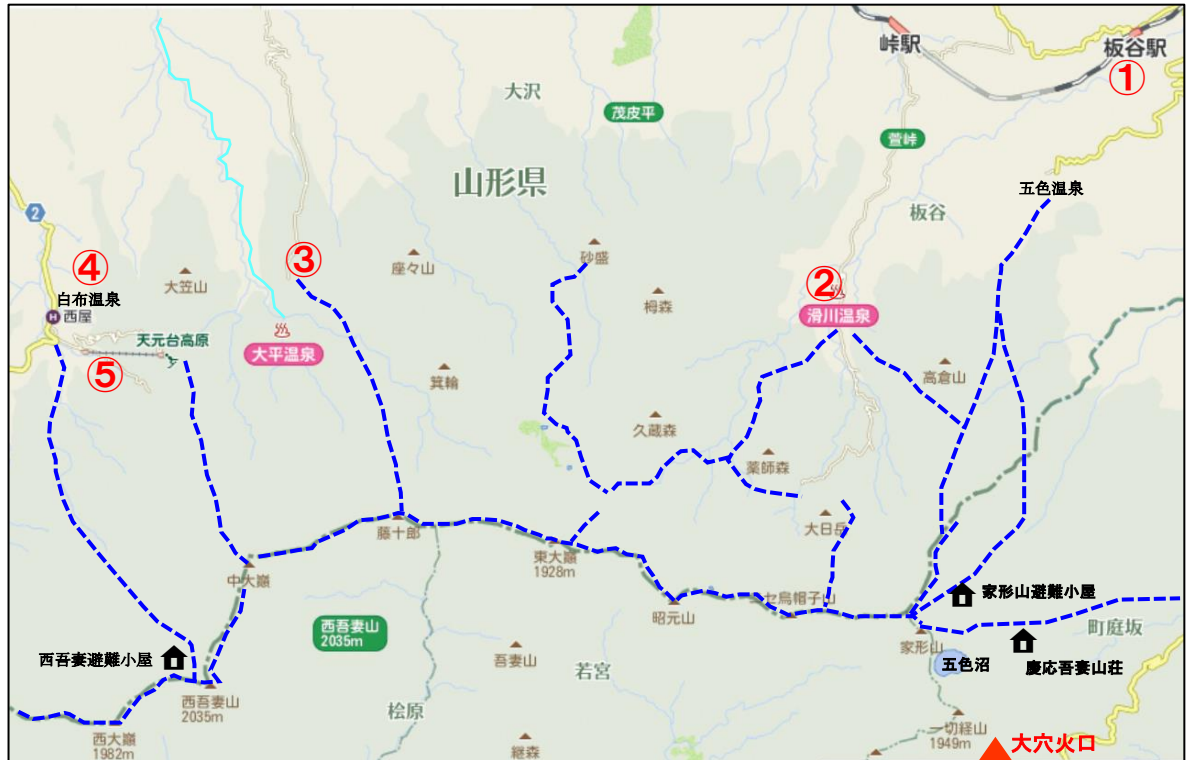 峠駅
板谷駅
①
大沢
茂皮平
萱峠
山形県
五色温泉
板谷
2
④
白布温泉
H 西屋
大笠山
③
座々山
砂盛
栂森
②
滑川温泉
天元台高原
⑤
大平温泉
箕輪
高倉山
久蔵森
薬師森
藤十郎
東大巓
1928m
大日岳
中大巓
昭元山
ニセ烏帽子山
家形山避難小屋
西吾妻山
2035m
町庭坂
西吾妻避難小屋
吾妻山
若宮
家形山
五色沼
慶応吾妻山荘
西吾妻山
2035m
桧原
西大巓
1982m
継森
一切経山
1949m
大穴火口